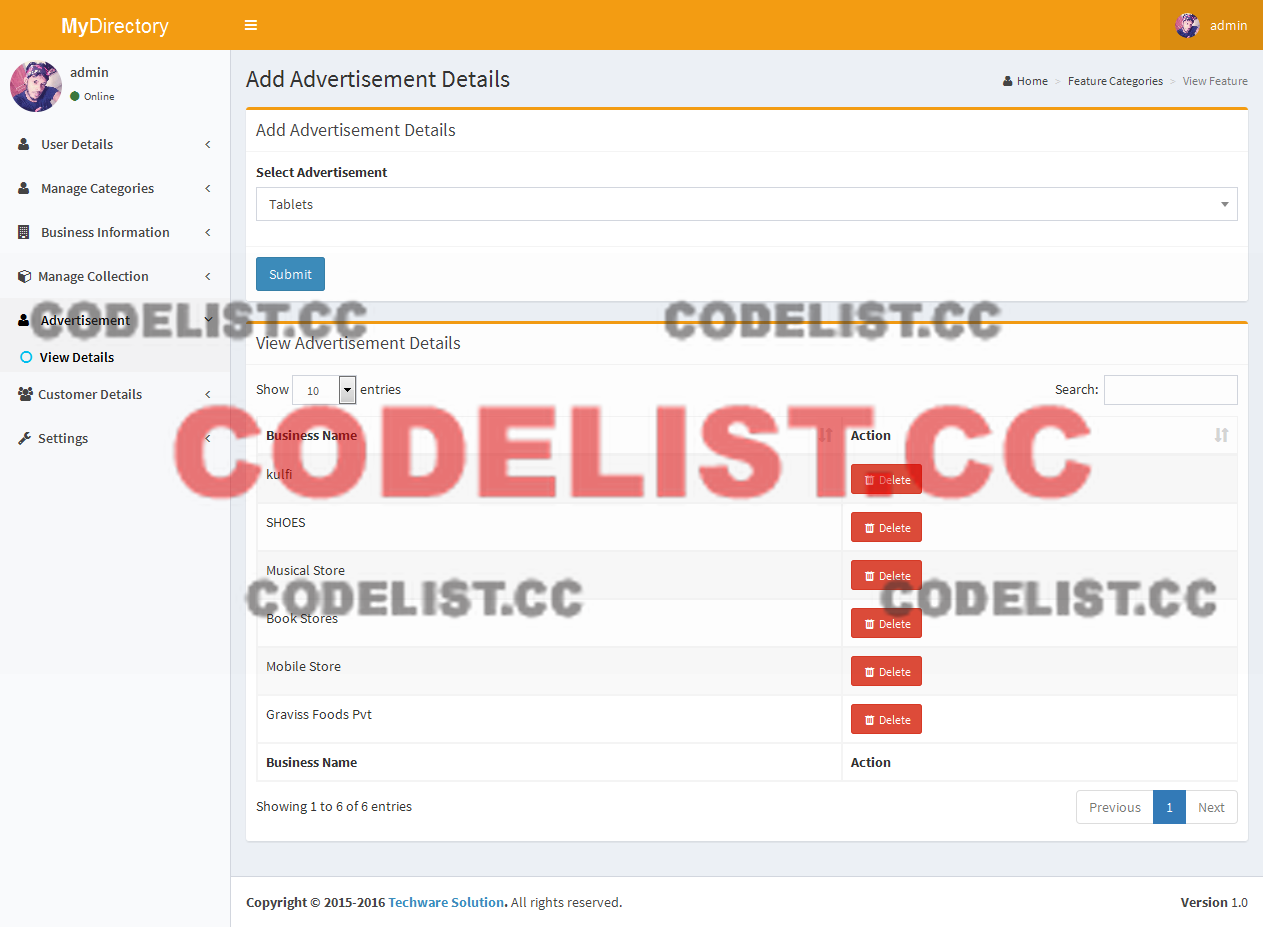 MyDirectory
admin
admin
Online
Add Advertisement Details
Home > Feature Categories > View Feature
User Details
Manage Categories
Business Information
Manage Collection
Advertisement
View Details
Customer Details
Settings
Add Advertisement Details
Select Advertisement
Tablets
Submit
CODELIST.CC CODELIST.CC
View Advertisement Details
Show 10 entries Search:
CODELIST.CC
Business Name Action
kulfi Delete
SHOES Delete
Musical Store Delete
CODELIST.CC CODELIST.CC
Book Stores Delete
Mobile Store Delete
Graviss Foods Pvt Delete
Business Name Action
Showing 1 to 6 of 6 entries Previous 1 Next
Copyright © 2015-2016 Techware Solution. All rights reserved. Version 1.0